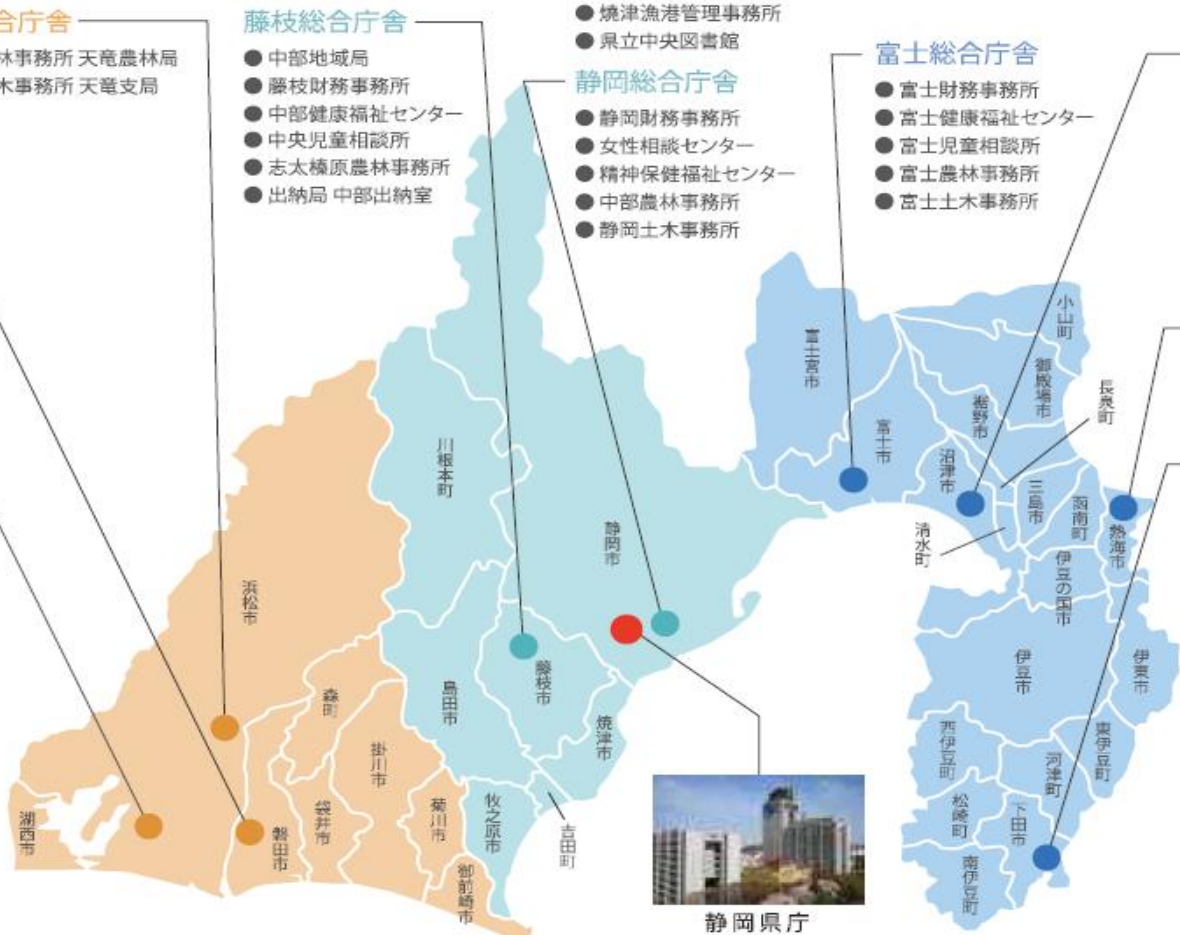 合庁舎
林事務所 天竜農林局
木事務所 天竜支局
藤枝総合庁舎
● 中部地域局
● 藤枝財務事務所
● 中部健康福祉センター
● 中央児童相談所
● 志太榛原農林事務所
● 出納局 中部出納室
● 焼津漁港管理事務所
● 県立中央図書館
静岡総合庁舎
● 静岡財務事務所
● 女性相談センター
● 精神保健福祉センター
● 中部農林事務所
● 静岡土木事務所
富士総合庁舎
● 富士財務事務所
● 富士健康福祉センター
● 富士児童相談所
● 富士農林事務所
● 富士土木事務所
小山町
富士宮市
御殿場市
裾野市
長泉町
富士市
沼津市
三島市
函南町
熱海市
清水町
伊豆の国市
川根本町
静岡市
浜松市
伊豆市
伊東市
藤枝市
島田市
森町
焼津市
西伊豆町
東伊豆町
河津町
掛川市
菊川市
牧之原市
松崎町
下田市
袋井市
磐田市
湖西市
吉田町
南伊豆町
御前崎市
静岡県庁